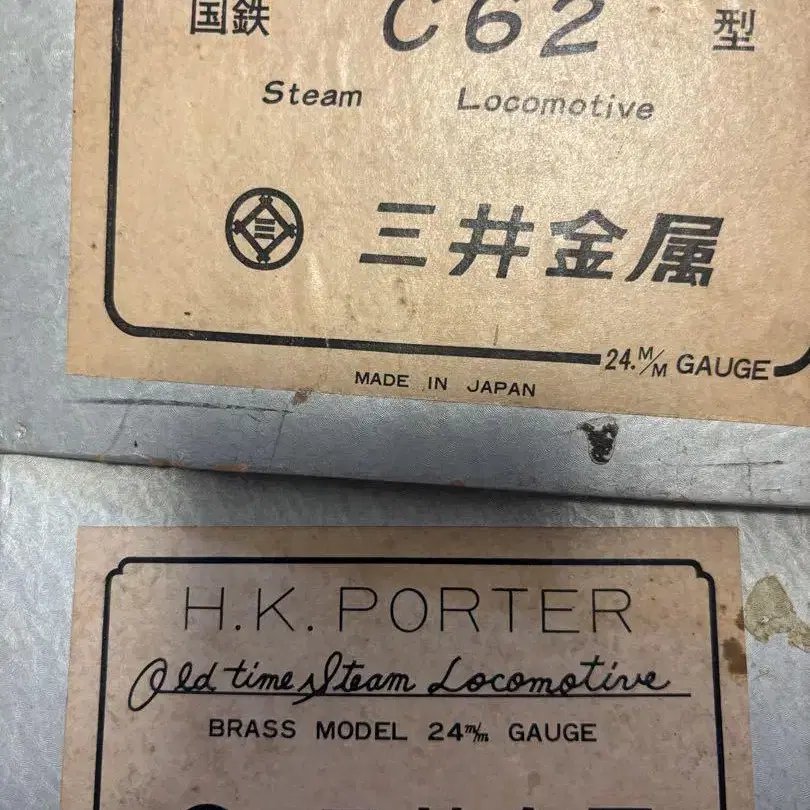 国鉄 C62 型
Steam Locomotive
三井金属
24.M/M GAUGE
MADE IN JAPAN
H.K. PORTER
Old time Steam Locomotive
BRASS MODEL 24m/m GAUGE